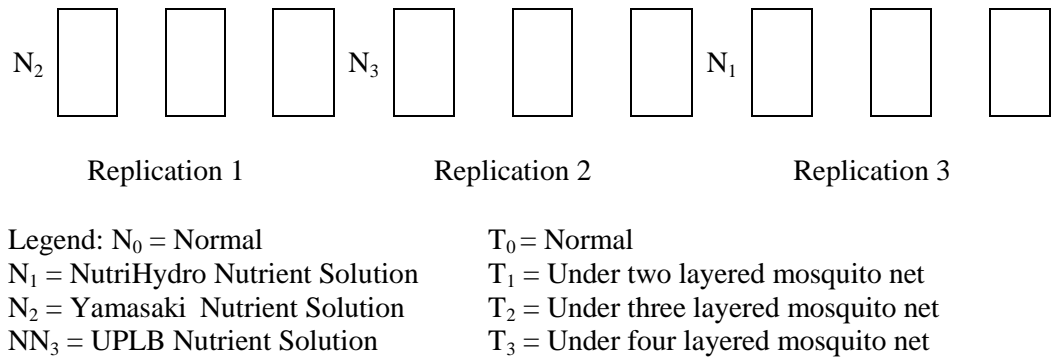 N₂ N₃ N₁
Replication 1 Replication 2 Replication 3
Legend: N₀ = Normal T₀ = Normal
N₁ = NutriHydro Nutrient Solution T₁ = Under two layered mosquito net
N₂ = Yamasaki Nutrient Solution T₂ = Under three layered mosquito net
NN₃ = UPLB Nutrient Solution T₃ = Under four layered mosquito net